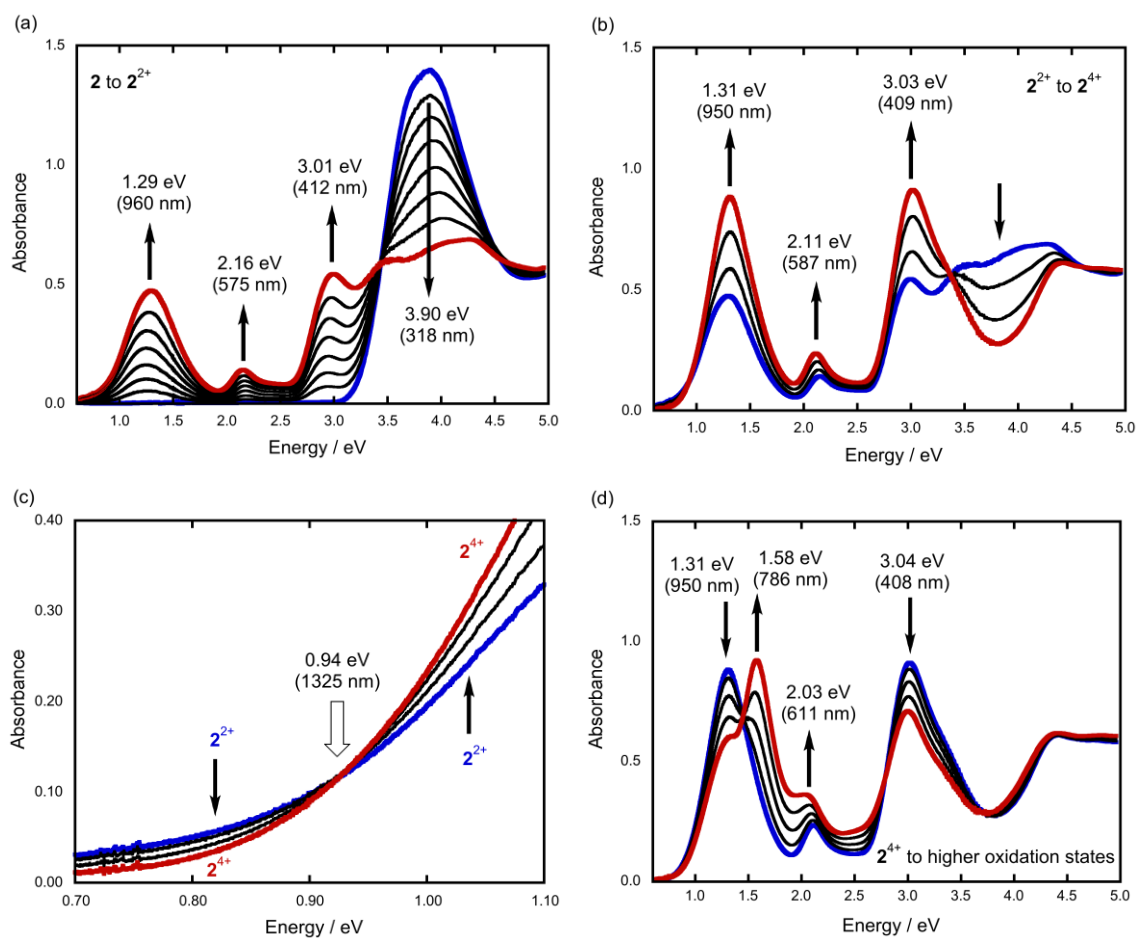 (a)
2 to 2²⁺
1.29 eV
(960 nm)
2.16 eV
(575 nm)
3.01 eV
(412 nm)
3.90 eV
(318 nm)
Absorbance
1.5
1.0
0.5
0.0
1.0 1.5 2.0 2.5 3.0 3.5 4.0 4.5 5.0
Energy / eV
(b)
2²⁺ to 2⁴⁺
1.31 eV
(950 nm)
2.11 eV
(587 nm)
3.03 eV
(409 nm)
Absorbance
1.5
1.0
0.5
0.0
1.0 1.5 2.0 2.5 3.0 3.5 4.0 4.5 5.0
Energy / eV
(c)
2⁴⁺
0.94 eV
(1325 nm)
2²⁺
2²⁺
2⁴⁺
Absorbance
0.40
0.30
0.20
0.10
0.00
0.70 0.80 0.90 1.00 1.10
Energy / eV
(d)
1.31 eV
(950 nm)
1.58 eV
(786 nm)
3.04 eV
(408 nm)
2.03 eV
(611 nm)
2⁴⁺ to higher oxidation states
Absorbance
1.5
1.0
0.5
0.0
1.0 1.5 2.0 2.5 3.0 3.5 4.0 4.5 5.0
Energy / eV